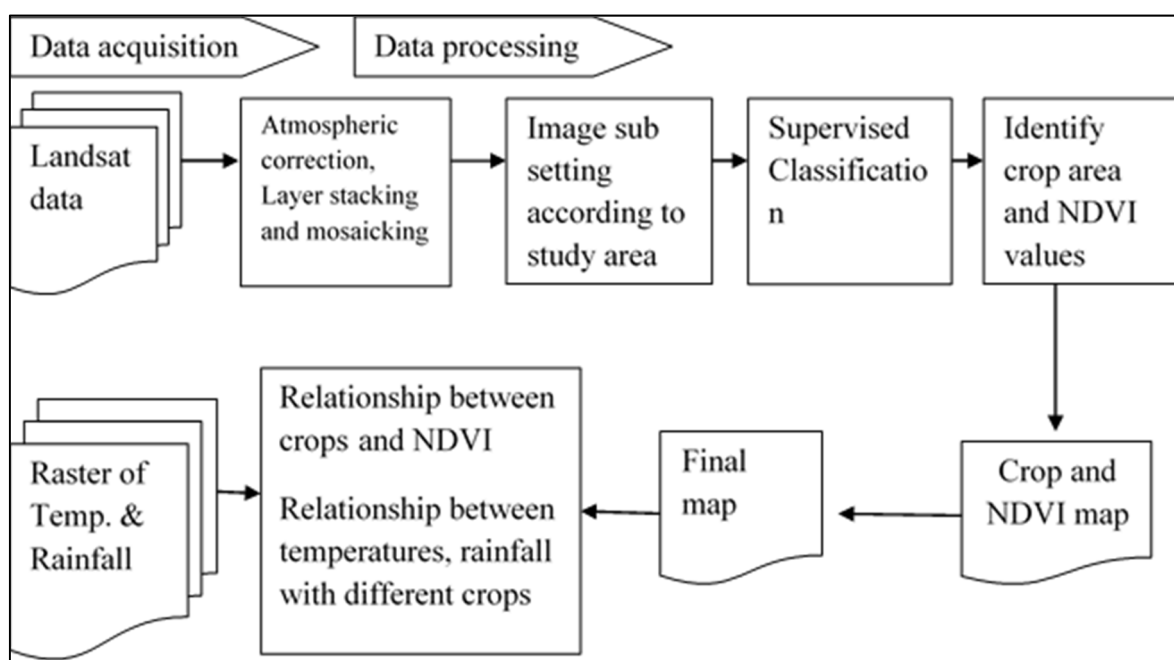 Data acquisition
Data processing
Landsat
data
Atmospheric
correction,
Layer stacking
and mosaicking
Image sub
setting
according to
study area
Supervised
Classificatio
n
Identify
crop area
and NDVI
values
Raster of
Temp. &
Rainfall
Relationship between
crops and NDVI
Relationship between
temperatures, rainfall
with different crops
Final
map
Crop and
NDVI map